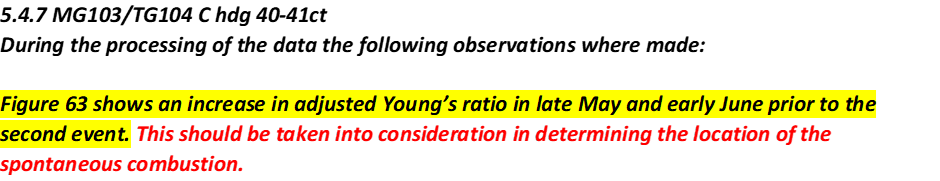 5.4.7 MG103/TG104 C hdg 40-41ct
During the processing of the data the following observations where made:
Figure 63 shows an increase in adjusted Young's ratio in late May and early June prior to the
second event. This should be taken into consideration in determining the location of the
spontaneous combustion.